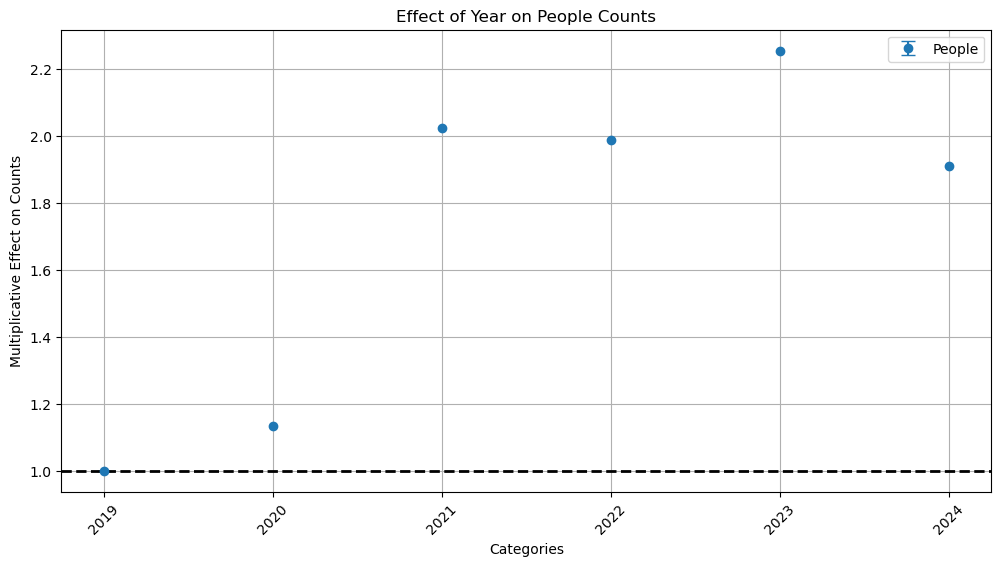 Effect of Year on People Counts
People
Multiplicative Effect on Counts
2.2
2.0
1.8
1.6
1.4
1.2
1.0
2019 2020 2021 2022 2023 2024
Categories